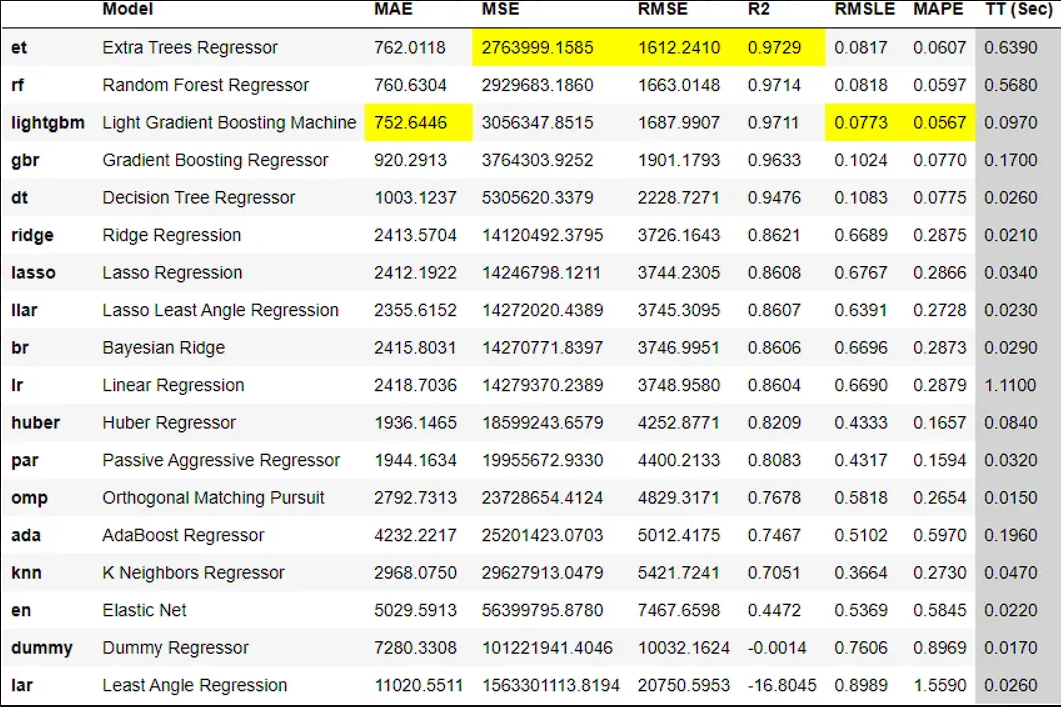 Model MAE MSE RMSE R2 RMSLE MAPE TT (Sec)
et Extra Trees Regressor 762.0118 2763999.1585 1612.2410 0.9729 0.0817 0.0607 0.6390
rf Random Forest Regressor 760.6304 2929683.1860 1663.0148 0.9714 0.0818 0.0597 0.5680
lightgbm Light Gradient Boosting Machine 752.6446 3056347.8515 1687.9907 0.9711 0.0773 0.0567 0.0970
gbr Gradient Boosting Regressor 920.2913 3764303.9252 1901.1793 0.9633 0.1024 0.0770 0.1700
dt Decision Tree Regressor 1003.1237 5305620.3379 2228.7271 0.9476 0.1083 0.0775 0.0260
ridge Ridge Regression 2413.5704 14120492.3795 3726.1643 0.8621 0.6689 0.2875 0.0210
lasso Lasso Regression 2412.1922 14246798.1211 3744.2305 0.8608 0.6767 0.2866 0.0340
llar Lasso Least Angle Regression 2355.6152 14272020.4389 3745.3095 0.8607 0.6391 0.2728 0.0230
br Bayesian Ridge 2415.8031 14270771.8397 3746.9951 0.8606 0.6696 0.2873 0.0290
lr Linear Regression 2418.7036 14279370.2389 3748.9580 0.8604 0.6690 0.2879 1.1100
huber Huber Regressor 1936.1465 18599243.6579 4252.8771 0.8209 0.4333 0.1657 0.0840
par Passive Aggressive Regressor 1944.1634 19955672.9330 4400.2133 0.8083 0.4317 0.1594 0.0320
omp Orthogonal Matching Pursuit 2792.7313 23728654.4124 4829.3171 0.7678 0.5818 0.2654 0.0150
ada AdaBoost Regressor 4232.2217 25201423.0703 5012.4175 0.7467 0.5102 0.5970 0.1960
knn K Neighbors Regressor 2968.0750 29627913.0479 5421.7241 0.7051 0.3664 0.2730 0.0470
en Elastic Net 5029.5913 56399795.8780 7467.6598 0.4472 0.5369 0.5845 0.0220
dummy Dummy Regressor 7280.3308 101221941.4046 10032.1624 -0.0014 0.7606 0.8969 0.0170
lar Least Angle Regression 11020.5511 1563301113.8194 20750.5953 -16.8045 0.8989 1.5590 0.0260